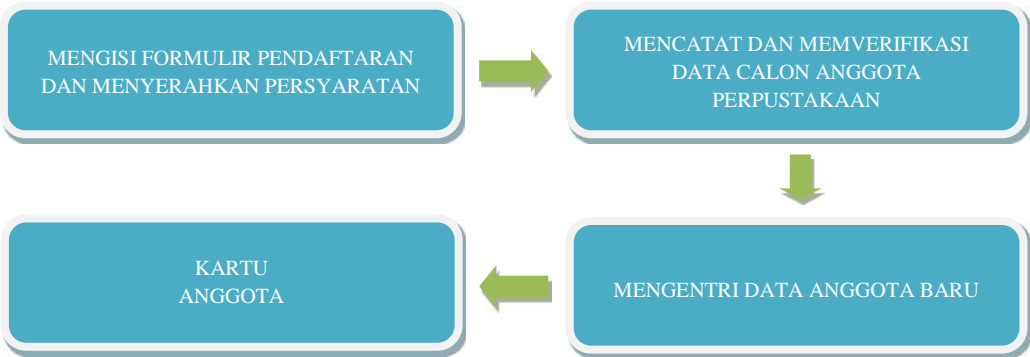 MENGISI FORMULIR PENDAFTARAN
DAN MENYERAHKAN PERSYARATAN
MENCATAT DAN MEMVERIFIKASI
DATA CALON ANGGOTA
PERPUSTAKAAN
MENGENTRI DATA ANGGOTA BARU
KARTU
ANGGOTA